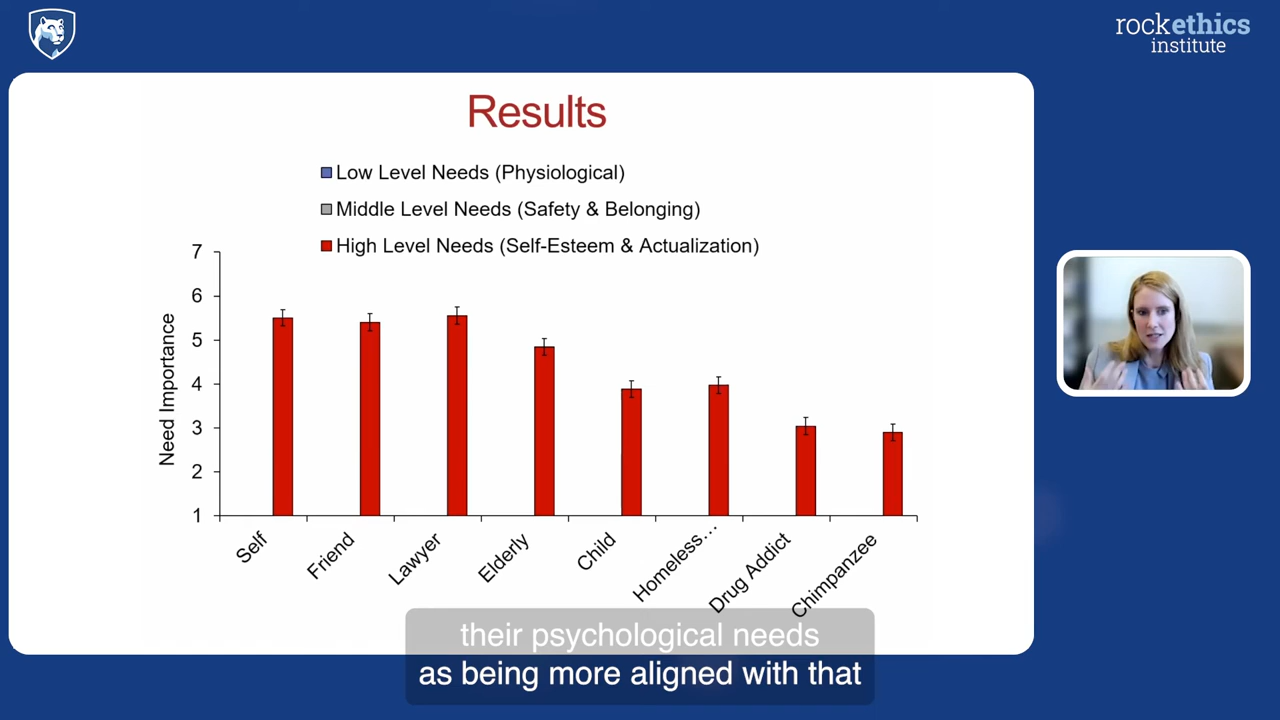 rockethics
institute
Results
Low Level Needs (Physiological)
Middle Level Needs (Safety & Belonging)
High Level Needs (Self-Esteem & Actualization)
7
6
5
4
3
2
1
Need Importance
Self
Friend
Lawyer
Elderly
Child
Homeless...
Drug Addict
Chimpanzee
their psychological needs
as being more aligned with that